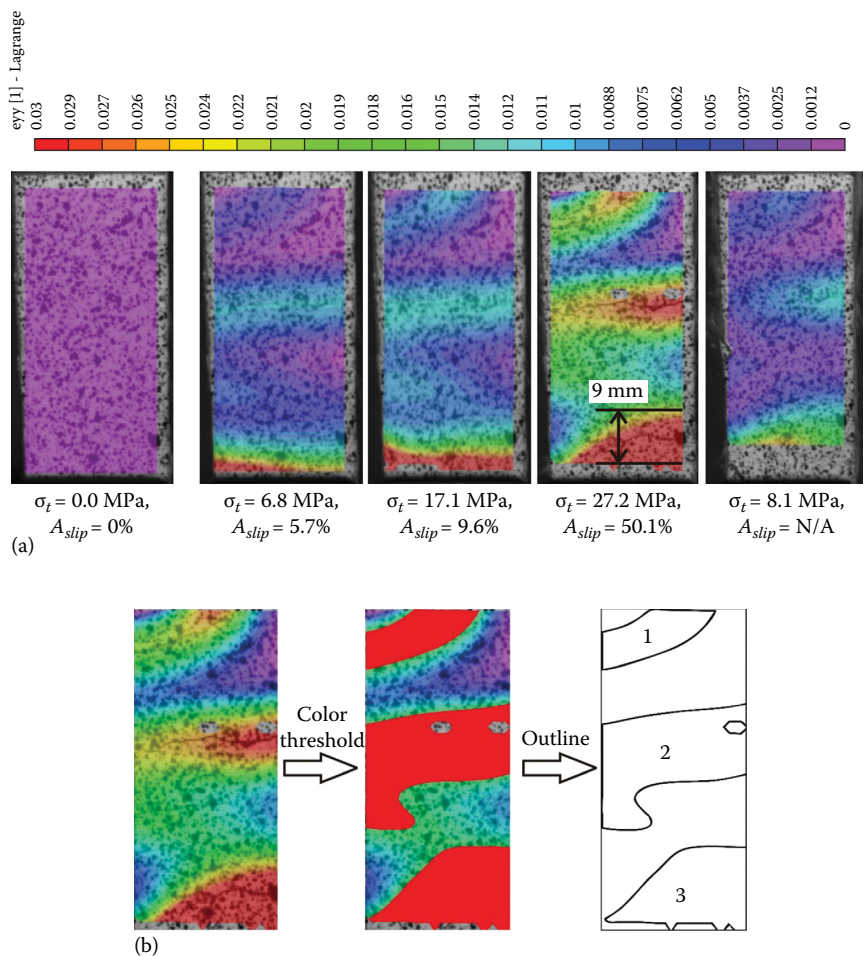 eyy [1] - Lagrange
0.03 0.029 0.027 0.026 0.025 0.024 0.022 0.021 0.02 0.019 0.018 0.016 0.015 0.014 0.012 0.011 0.01 0.0088 0.0075 0.0062 0.005 0.0037 0.0025 0.0012 0
9 mm
σt = 0.0 MPa,
Aslip = 0%
σt = 6.8 MPa,
Aslip = 5.7%
σt = 17.1 MPa,
Aslip = 9.6%
σt = 27.2 MPa,
Aslip = 50.1%
σt = 8.1 MPa,
Aslip = N/A
(a)
Color
threshold
Outline
1
2
3
(b)